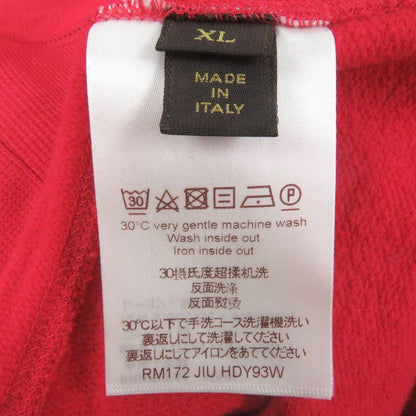 XL
MADE
IN
ITALY
30
P
30°C very gentle machine wash
Wash inside out
Iron inside out
30摄氏度超揉机洗
反面洗涤
反面熨烫
30℃以下で手洗コース洗濯機洗い
裏返しにして洗濯してください
裏返しにしてアイロンをあてください
RM172 JIU HDY93W